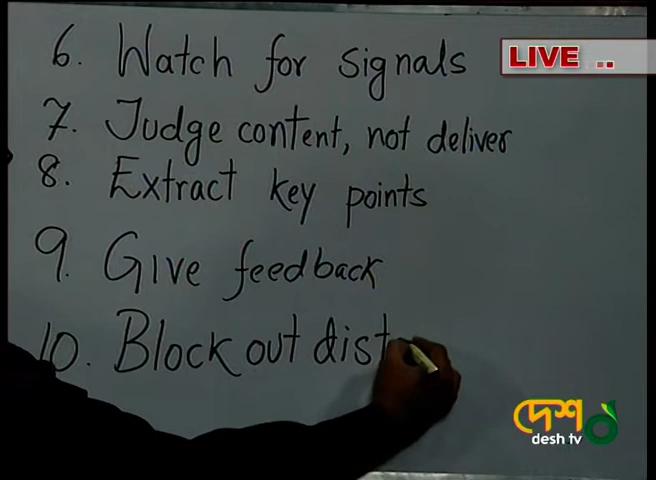 6. Watch for signals
LIVE ..
7. Judge content, not deliver
8. Extract key points
9. Give feedback
10. Block out dist
দেশ
desh tv